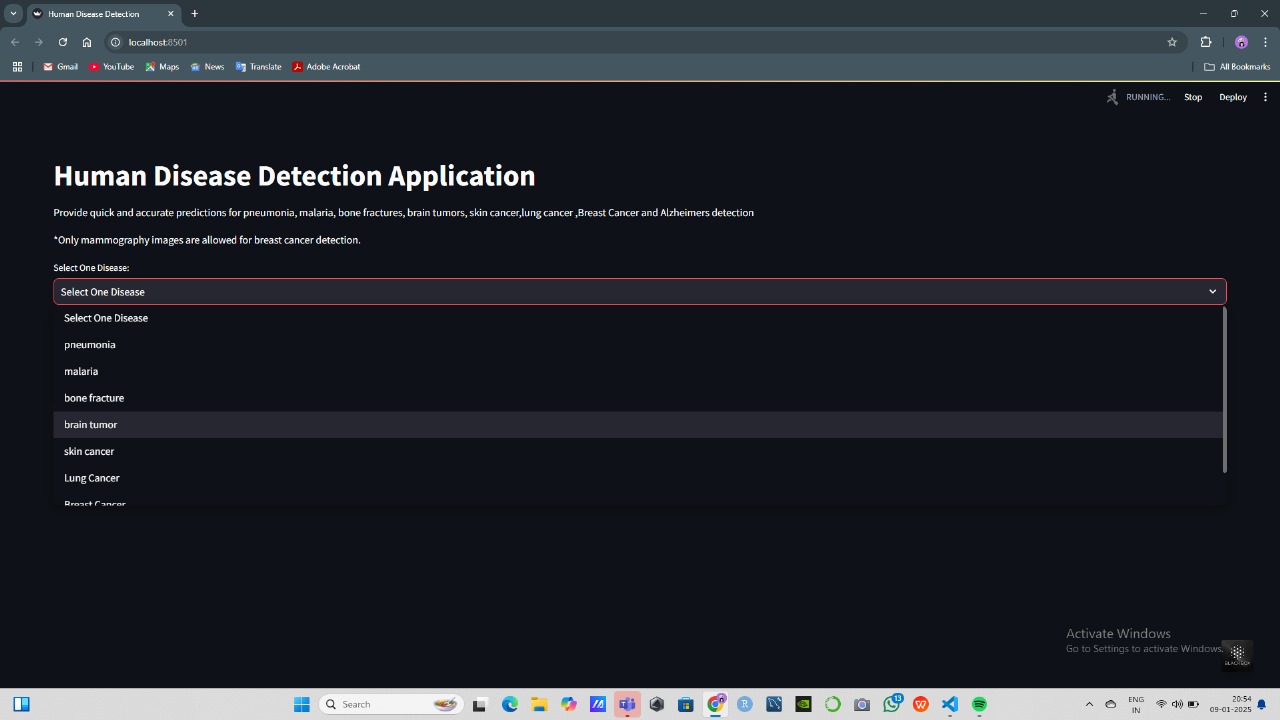 Human Disease Detection
localhost:8501
Gmail YouTube Maps News Translate Adobe Acrobat All Bookmarks
RUNNING... Stop Deploy
Human Disease Detection Application
Provide quick and accurate predictions for pneumonia, malaria, bone fractures, brain tumors, skin cancer,lung cancer ,Breast Cancer and Alzheimers detection
*Only mammography images are allowed for breast cancer detection.
Select One Disease:
Select One Disease
Select One Disease
pneumonia
malaria
bone fracture
brain tumor
skin cancer
Lung Cancer
Breast Cancer
Activate Windows
Go to Settings to activate Windows.
BLACKBOX
Search
13
ENG
IN
20:54
09-01-2025